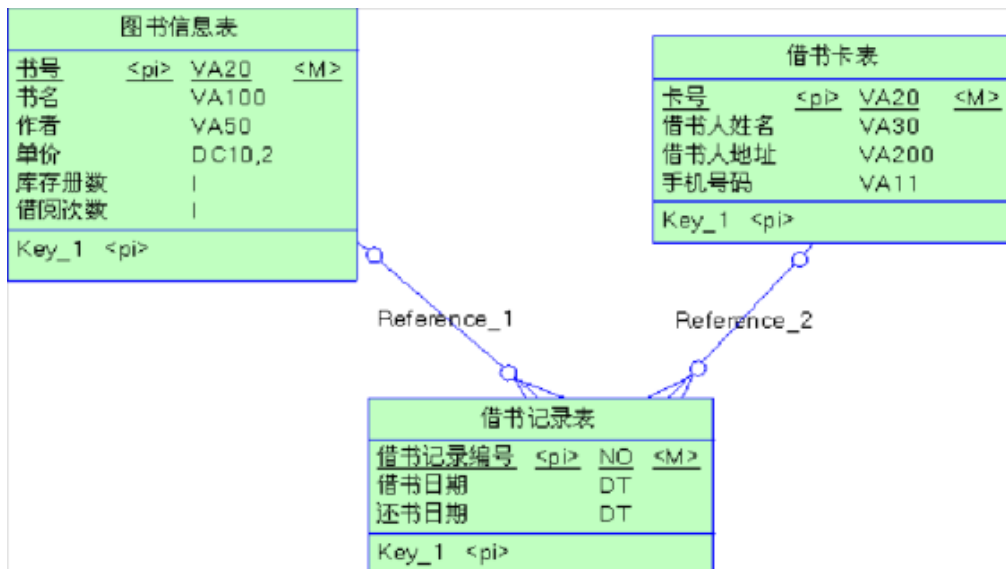 图书信息表
书号 <pi> VA20 <M>
书名 VA100
作者 VA50
单价 DC10,2
库存册数 I
借阅次数 I
Key_1 <pi>
借书卡表
卡号 <pi> VA20 <M>
借书人姓名 VA30
借书人地址 VA200
手机号码 VA11
Key_1 <pi>
Reference_1
Reference_2
借书记录表
借书记录编号 <pi> NO <M>
借书日期 DT
还书日期 DT
Key_1 <pi>